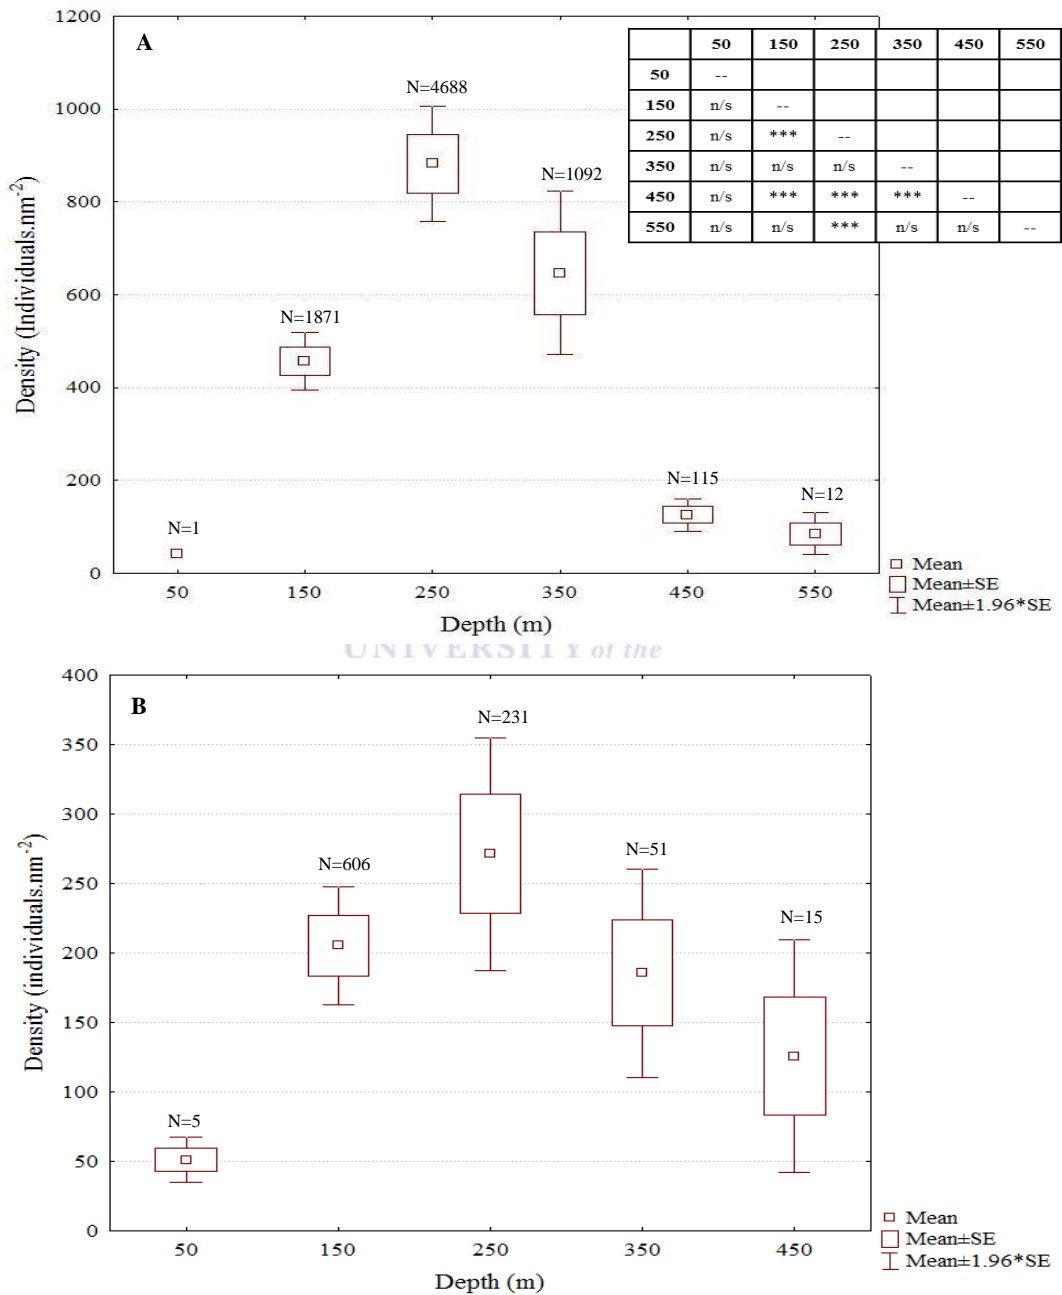 A
1200
1000
800
600
400
200
0
Density (Individuals.nm-2)
N=1
N=1871
N=4688
N=1092
N=115
N=12
50 150 250 350 450 550
Depth (m)
50 150 250 350 450 550
50 --
150 n/s --
250 n/s *** --
350 n/s n/s n/s --
450 n/s *** *** *** --
550 n/s n/s *** n/s n/s --
Mean
Mean±SE
Mean±1.96*SE
UNIVERSITY of the
B
400
350
300
250
200
150
100
50
0
Density (individuals.nm-2)
N=5
N=606
N=231
N=51
N=15
50 150 250 350 450
Depth (m)
Mean
Mean±SE
Mean±1.96*SE